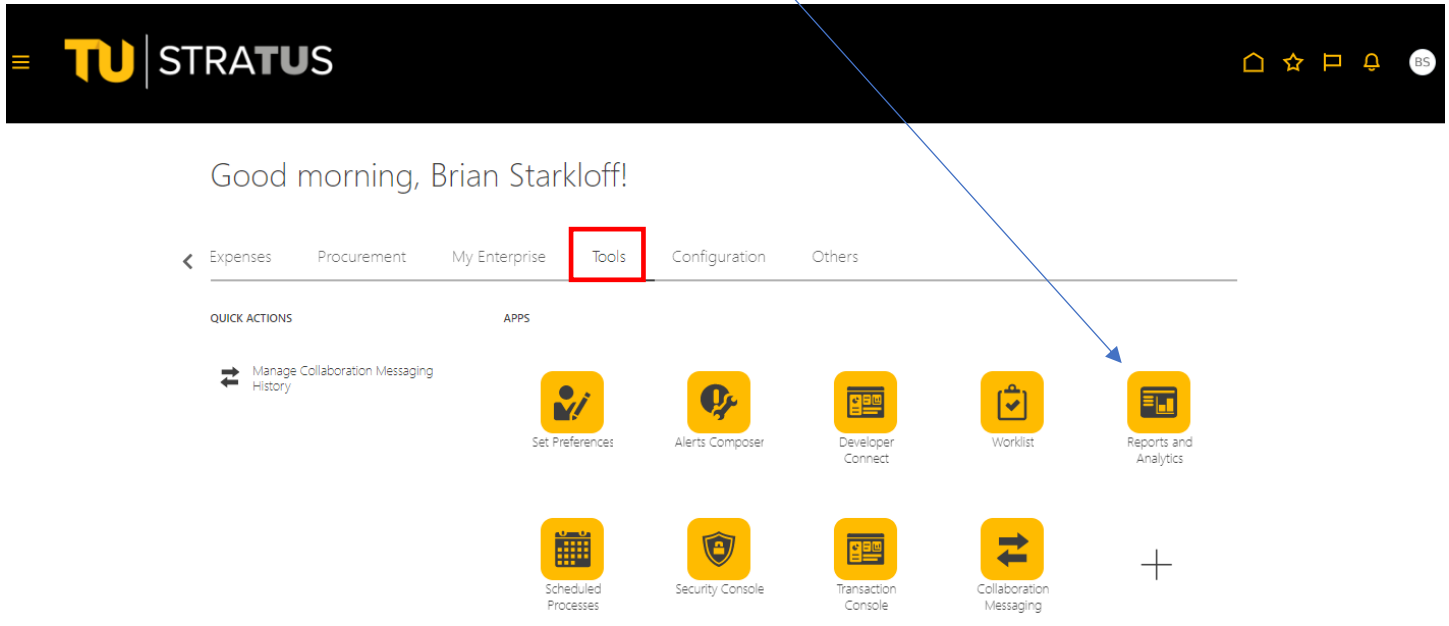 TU STRATUS
BS
Good morning, Brian Starkloff!
Expenses Procurement My Enterprise Tools Configuration Others
QUICK ACTIONS
APPS
Manage Collaboration Messaging
History
Set Preferences
Alerts Composer
Developer
Connect
Worklist
Reports and
Analytics
Scheduled
Processes
Security Console
Transaction
Console
Collaboration
Messaging